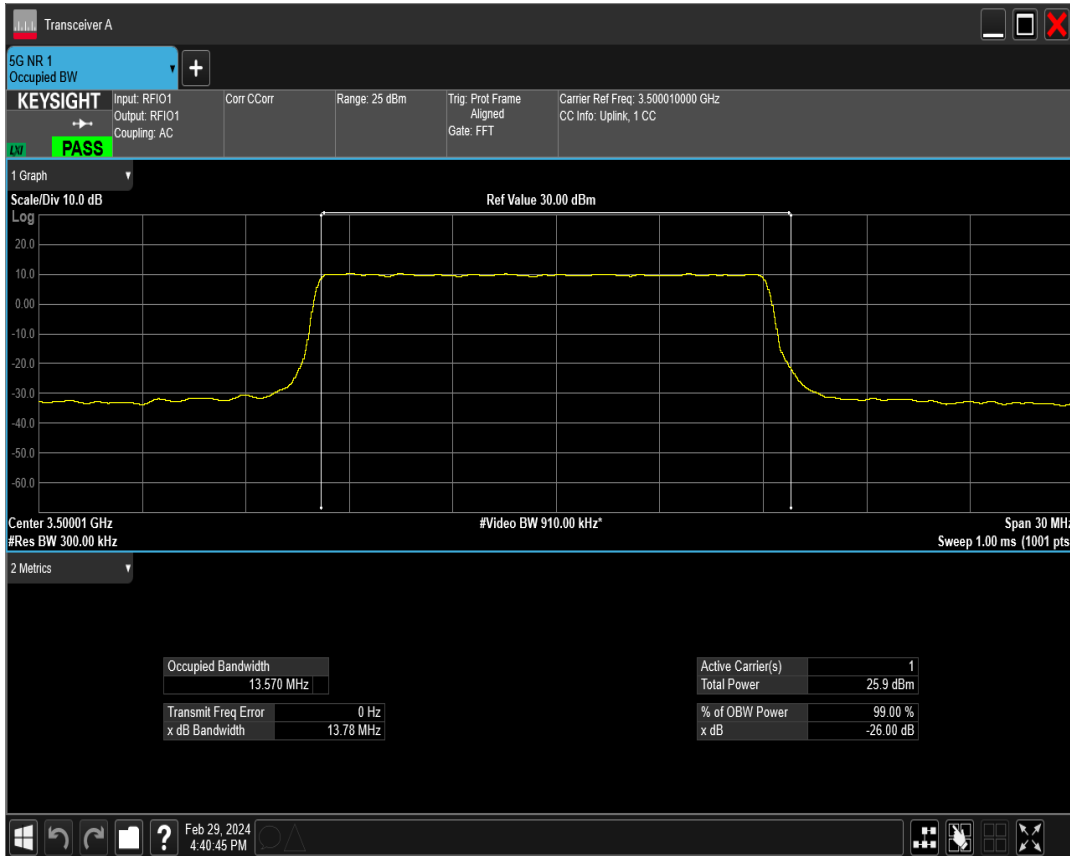 Transceiver A
5G NR 1
Occupied BW
+
KEYSIGHT
LXI
PASS
Input: RFIO1
Output: RFIO1
Coupling: AC
Corr CCorr
Range: 25 dBm
Trig: Prot Frame
Aligned
Gate: FFT
Carrier Ref Freq: 3.500010000 GHz
CC Info: Uplink, 1 CC
1 Graph
Scale/Div 10.0 dB
Ref Value 30.00 dBm
Log
20.0
10.0
0.00
-10.0
-20.0
-30.0
-40.0
-50.0
-60.0
Center 3.50001 GHz
#Video BW 910.00 kHz*
Span 30 MHz
#Res BW 300.00 kHz
Sweep 1.00 ms (1001 pts
2 Metrics
Occupied Bandwidth
13.570 MHz
Transmit Freq Error 0 Hz
x dB Bandwidth 13.78 MHz
Active Carrier(s) 1
Total Power 25.9 dBm
% of OBW Power 99.00 %
x dB -26.00 dB
?
Feb 29, 2024
4:40:45 PM